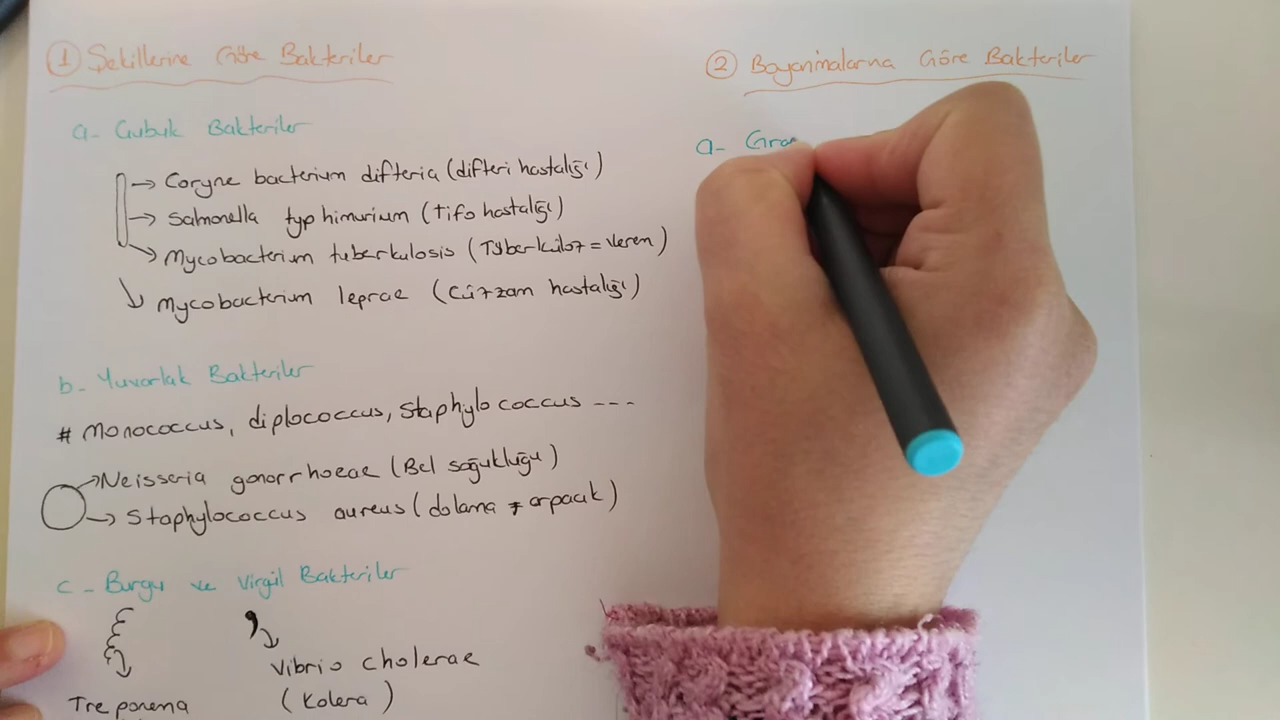 1 Şekillerine Göre Bakteriler
a- Çubuk Bakteriler
→ Coryne bacterium difteria (difteri hastalığı)
→ Salmonella typhimurium (Tifo hastalığı)
→ Mycobacterium tuberkulosis (Tüberküloz = Verem)
Mycobacterium leprae (Cüzzam hastalığı)
b- Yuvarlak Bakteriler
# Monococcus, diplococcus, Staphylococcus ---
→ Neisseria gonorrhoeae (Bel soğukluğu)
→ Staphylococcus aureus (dolama, arpacık)
c- Burgu ve Virgül Bakteriler
Treponema
Vibrio cholerae
(Kolera)
2 Boyanmalarına Göre Bakteriler
a- Gra